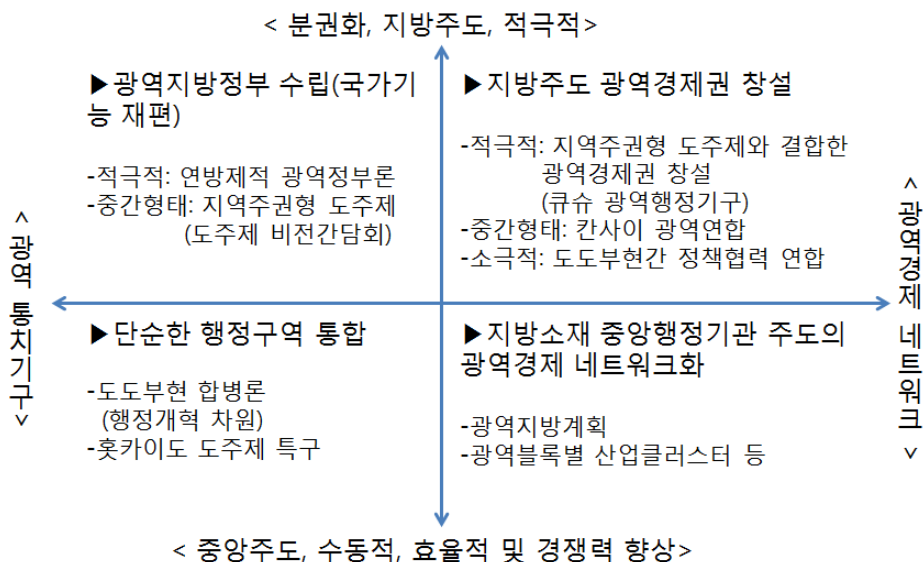 < 분권화, 지방주도, 적극적>
▶광역지방정부 수립(국가기
능 재편)
-적극적: 연방제적 광역정부론
-중간형태: 지역주권형 도주제
(도주제 비전간담회)
▶지방주도 광역경제권 창설
-적극적: 지역주권형 도주제와 결합한
광역경제권 창설
(큐슈 광역행정기구)
-중간형태: 칸사이 광역연합
-소극적: 도도부현간 정책협력 연합
< 광역 통치기구>
< 광역경제 네트워크 >
▶단순한 행정구역 통합
-도도부현 합병론
(행정개혁 차원)
-홋카이도 도주제 특구
▶지방소재 중앙행정기관 주도의
광역경제 네트워크화
-광역지방계획
-광역블록별 산업클러스터 등
< 중앙주도, 수동적, 효율적 및 경쟁력 향상>